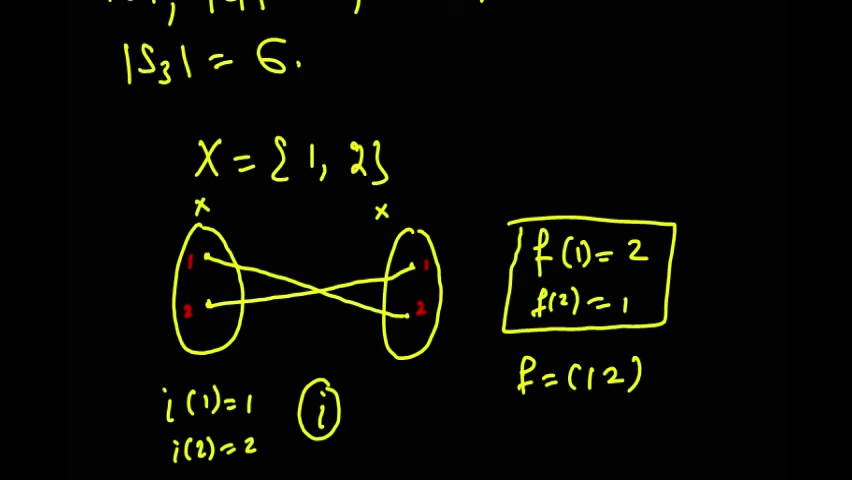 |S₃| = 6.
X = { 1, 2}
x x
1 1
2 2
f (1) = 2
f(2) = 1
f = (1 2)
i (1) = 1
i(2) = 2
i